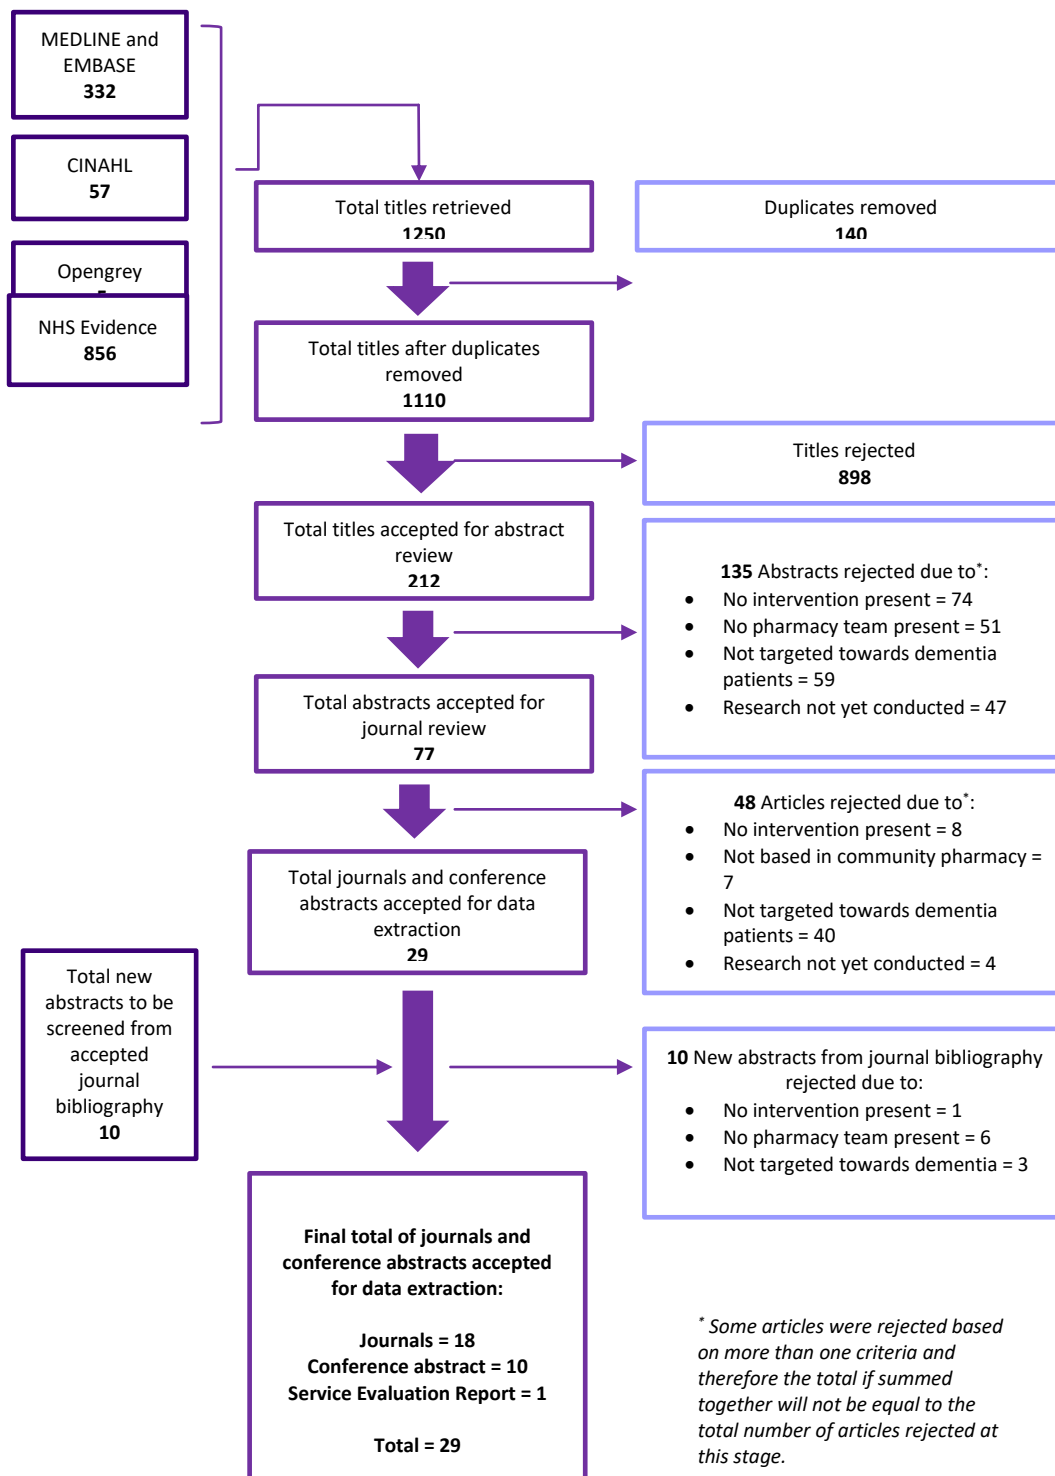 MEDLINE and
EMBASE
332
CINAHL
57
Opengrey
NHS Evidence
856
Total titles retrieved
1250
Duplicates removed
140
Total titles after duplicates
removed
1110
Titles rejected
898
Total titles accepted for abstract
review
212
135 Abstracts rejected due to*:
• No intervention present = 74
• No pharmacy team present = 51
• Not targeted towards dementia
patients = 59
• Research not yet conducted = 47
Total abstracts accepted for
journal review
77
48 Articles rejected due to*:
• No intervention present = 8
• Not based in community pharmacy =
7
• Not targeted towards dementia
patients = 40
• Research not yet conducted = 4
Total journals and conference
abstracts accepted for data
extraction
29
Total new
abstracts to be
screened from
accepted
journal
bibliography
10
10 New abstracts from journal bibliography
rejected due to:
• No intervention present = 1
• No pharmacy team present = 6
• Not targeted towards dementia = 3
Final total of journals and
conference abstracts accepted
for data extraction:
Journals = 18
Conference abstract = 10
Service Evaluation Report = 1
Total = 29
* Some articles were rejected based
on more than one criteria and
therefore the total if summed
together will not be equal to the
total number of articles rejected at
this stage.